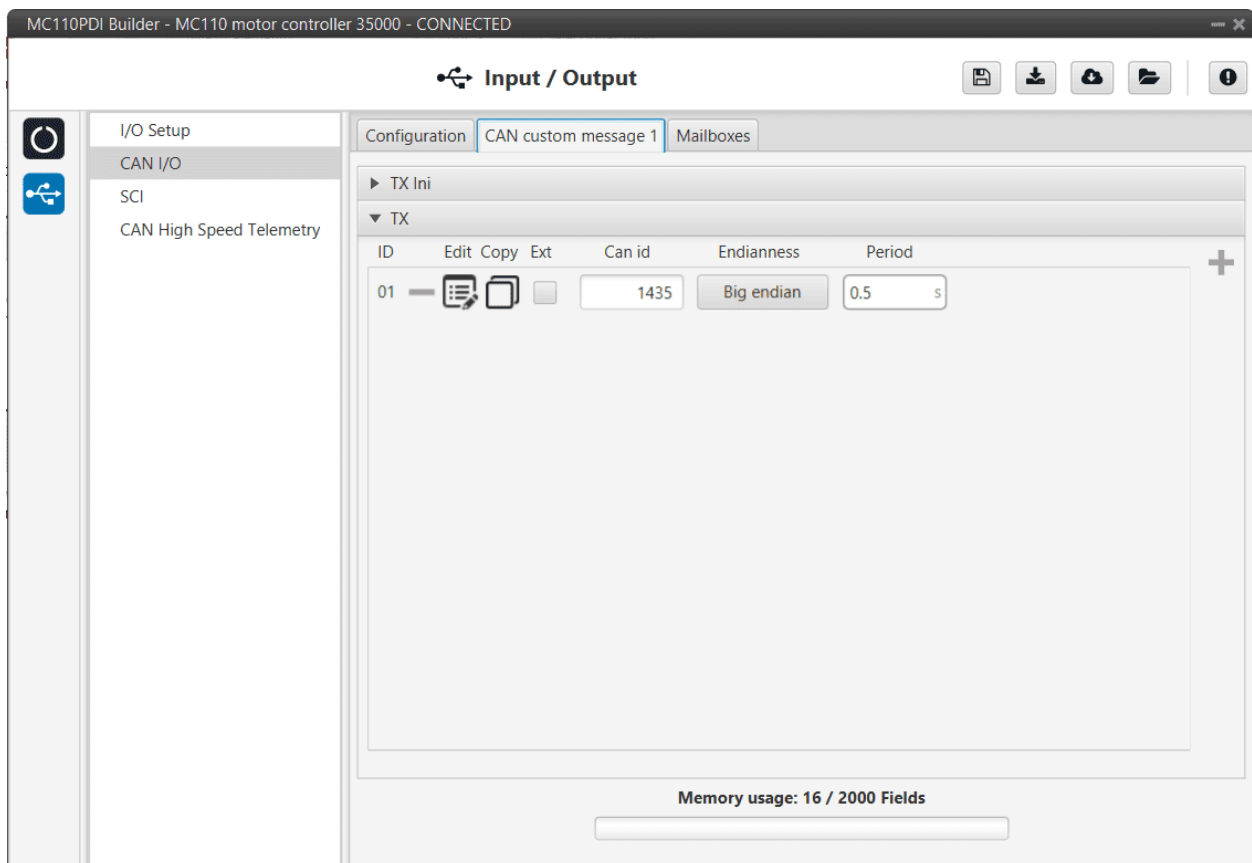 MC110PDI Builder - MC110 motor controller 35000 - CONNECTED
Input / Output
I/O Setup
CAN I/O
SCI
CAN High Speed Telemetry
Configuration CAN custom message 1 Mailboxes
TX Ini
TX
ID Edit Copy Ext Can id Endianness Period
01 1435 Big endian 0.5 s
Memory usage: 16 / 2000 Fields